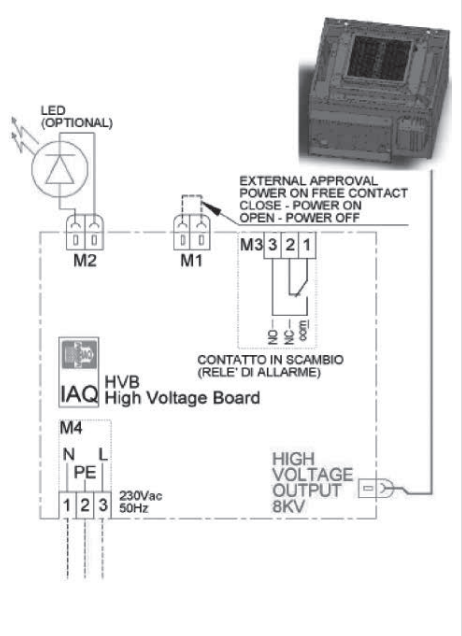 LED
(OPTIONAL)
EXTERNAL APPROVAL
POWER ON FREE CONTACT
CLOSE - POWER ON
OPEN - POWER OFF
M2
M1
M3 3 2 1
NO
NC
com
CONTATTO IN SCAMBIO
(RELE' DI ALLARME)
IAQ
HVB
High Voltage Board
M4
N L
PE
1 2 3
230Vac
50Hz
HIGH
VOLTAGE
OUTPUT
8KV